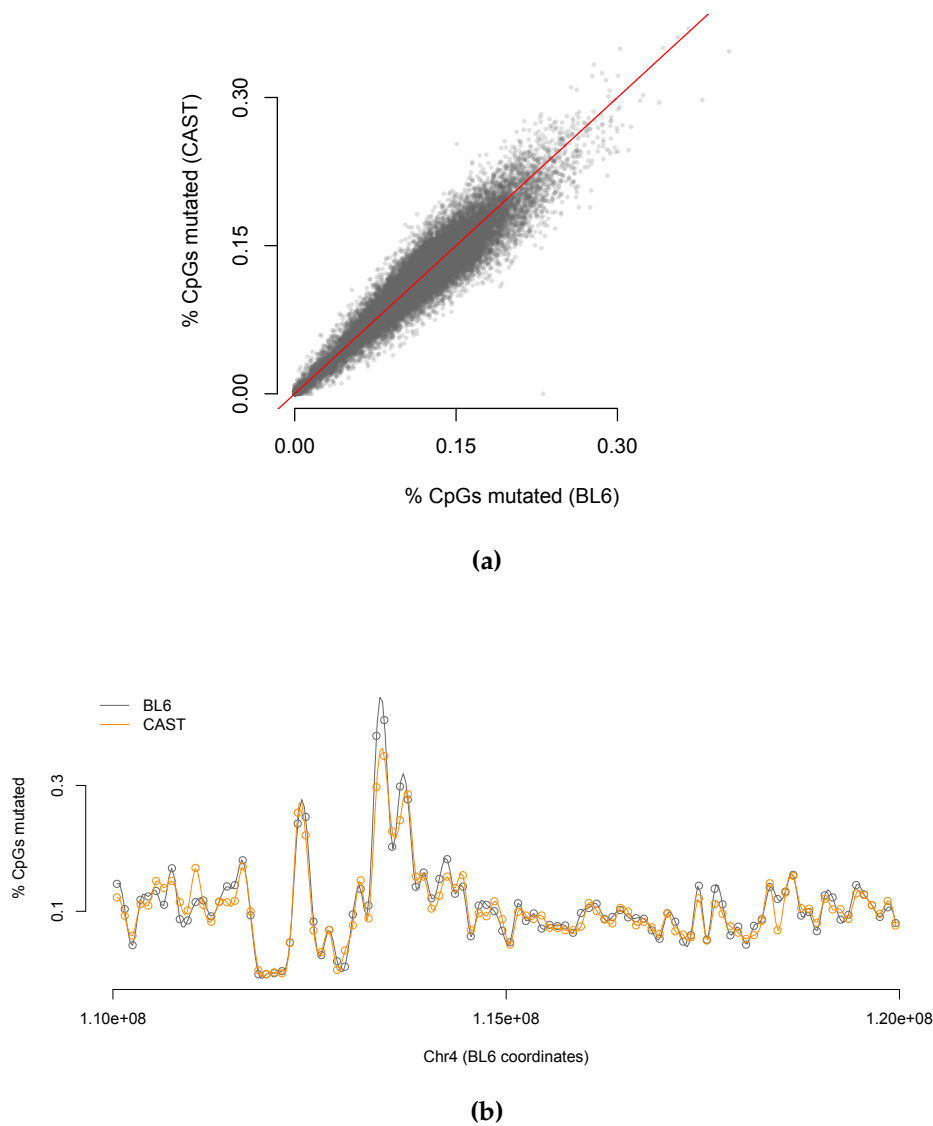 % CpGs mutated (CAST)
0.30
0.15
0.00
0.00 0.15 0.30
% CpGs mutated (BL6)
(a)
BL6
CAST
% CpGs mutated
0.3
0.1
1.10e+08 1.15e+08 1.20e+08
Chr4 (BL6 coordinates)
(b)